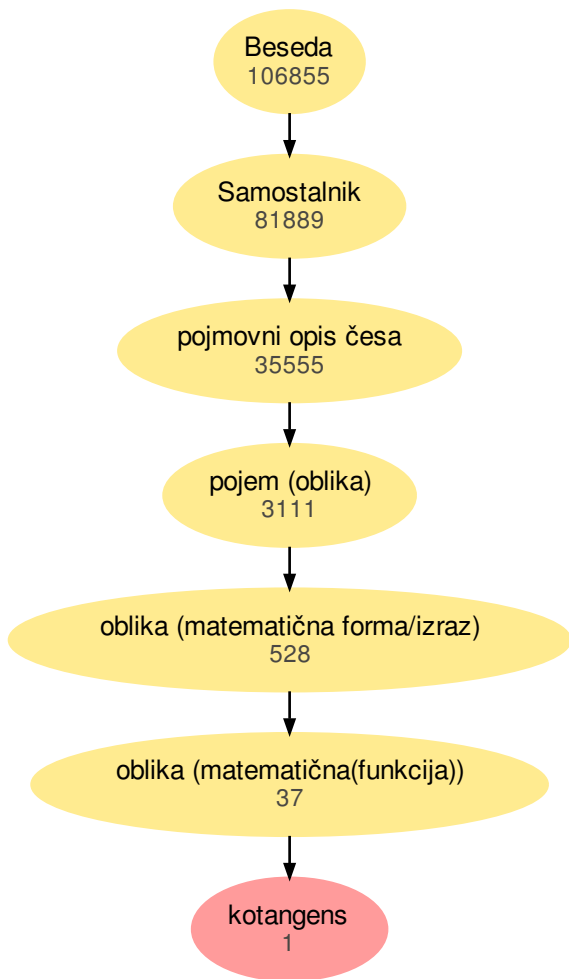 Beseda
106855
Samostalnik
81889
pojmovni opis česa
35555
pojem (oblika)
3111
oblika (matematična forma/izraz)
528
oblika (matematična(funkcija))
37
kotangens
1